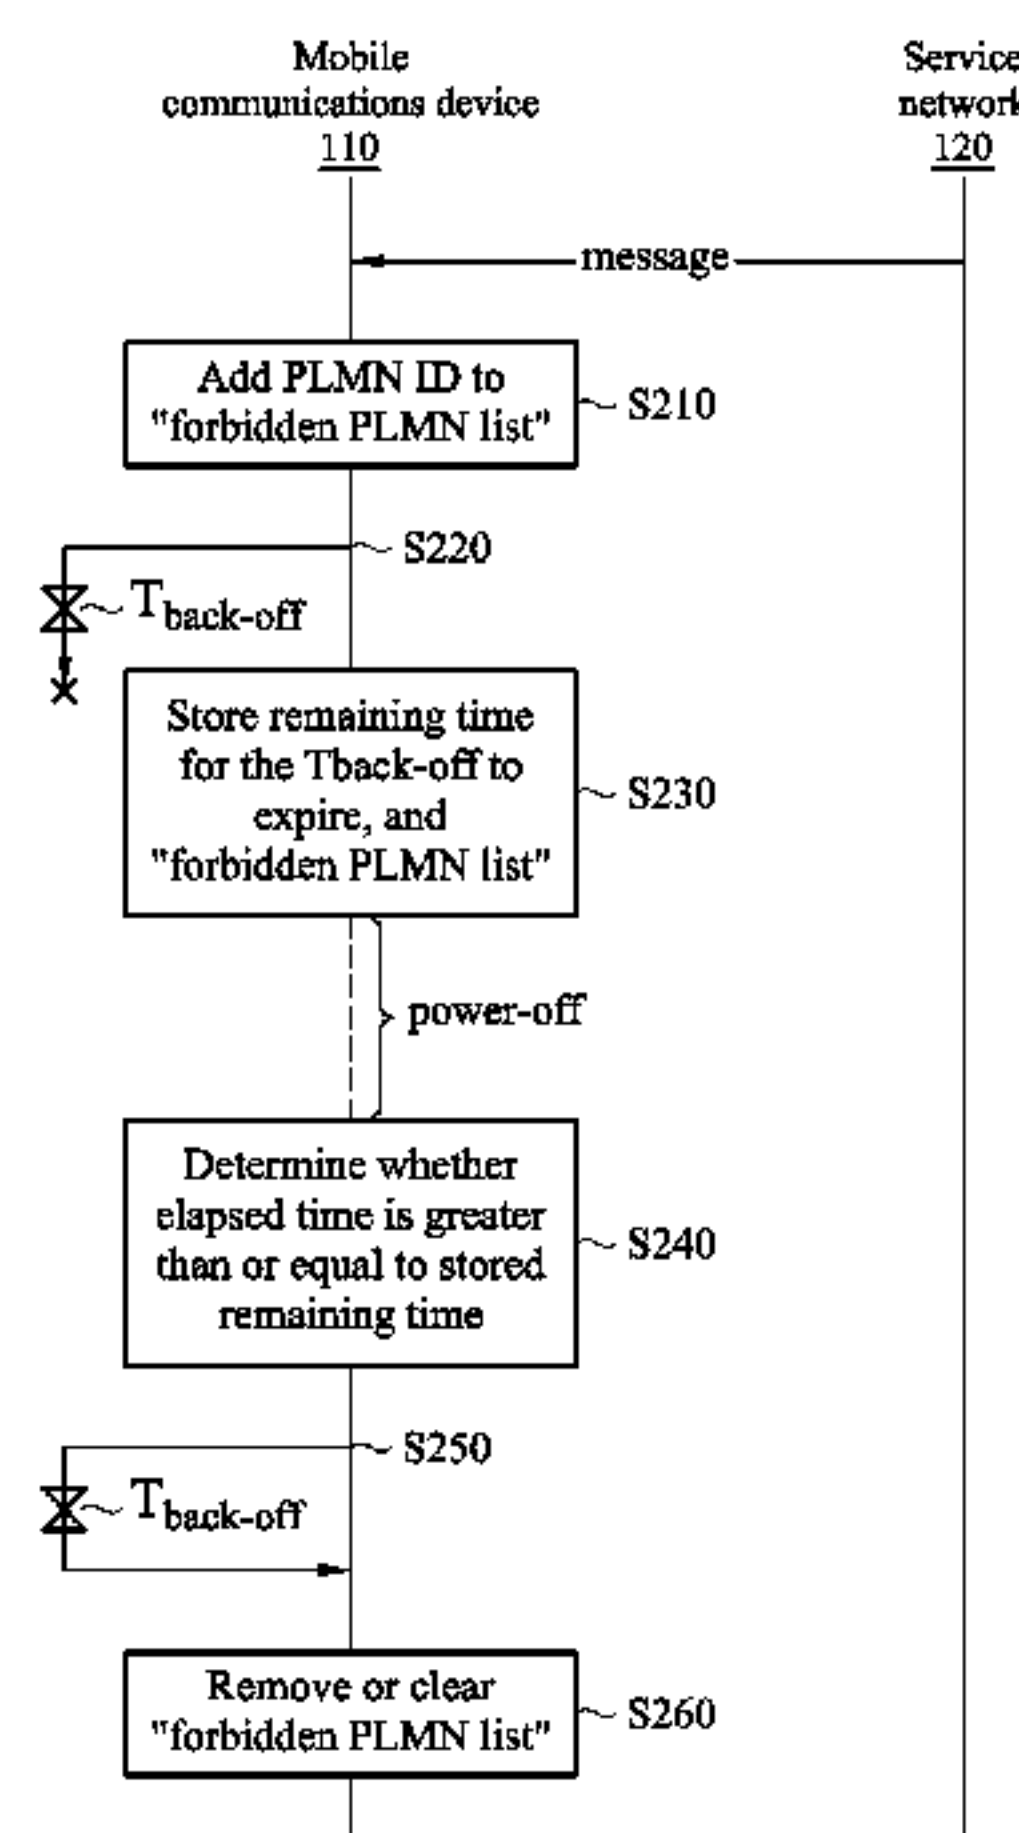 Mobile
communications device
110
Service
network
120
message
Add PLMN ID to
"forbidden PLMN list"
S210
S220
Tback-off
Store remaining time
for the Tback-off to
expire, and
"forbidden PLMN list"
S230
power-off
Determine whether
elapsed time is greater
than or equal to stored
remaining time
S240
S250
Tback-off
Remove or clear
"forbidden PLMN list"
S260